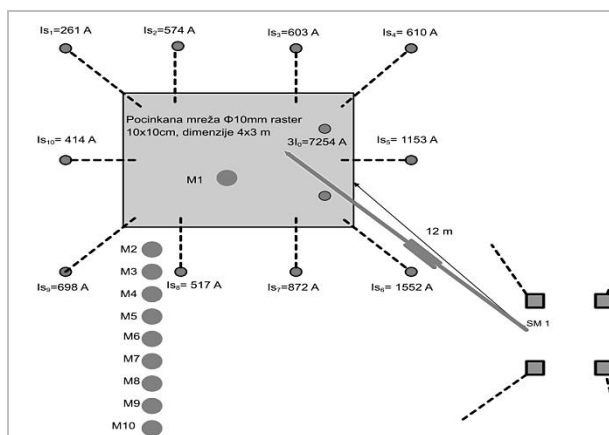 Is₁=261 A
Is₂=574 A
Is₃=603 A
Is₄= 610 A
Pocinkana mreža Φ10mm raster
10x10cm, dimenzije 4x3 m
3I₀=7254 A
Is₁₀= 414 A
Is₅= 1153 A
M1
12 m
M2
M3
Is₉= 698 A
Is₈= 517 A
Is₇= 872 A
Is₆= 1552 A
M4
M5
SM 1
M6
M7
M8
M9
M10